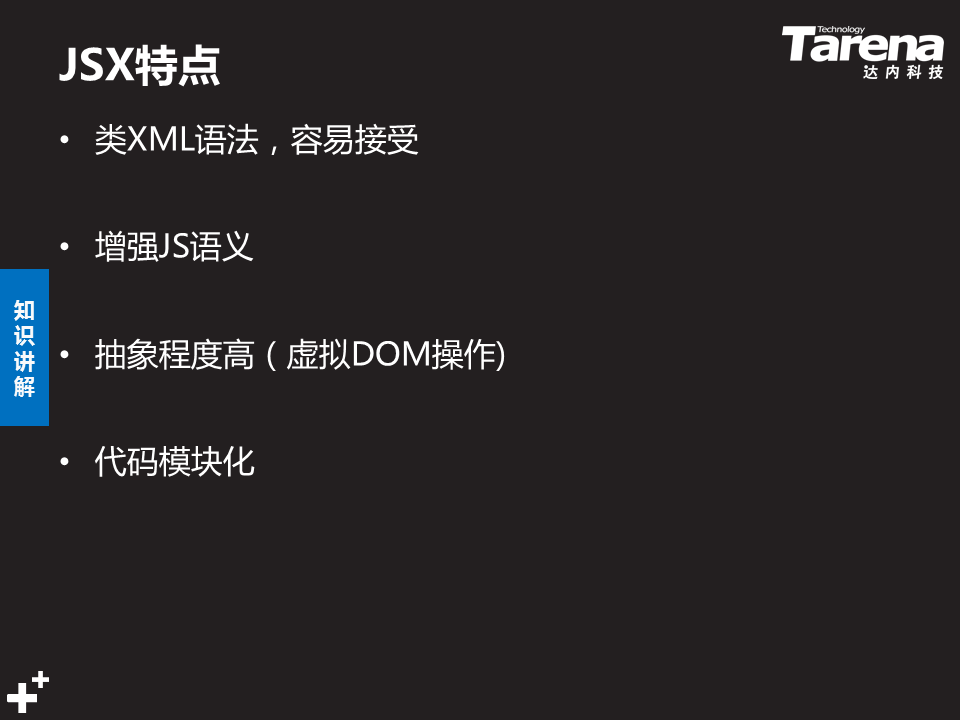 JSX特点
Technology
Tarena
达内科技
• 类XML语法，容易接受
• 增强JS语义
• 抽象程度高（虚拟DOM操作)
• 代码模块化
知
识
讲
解